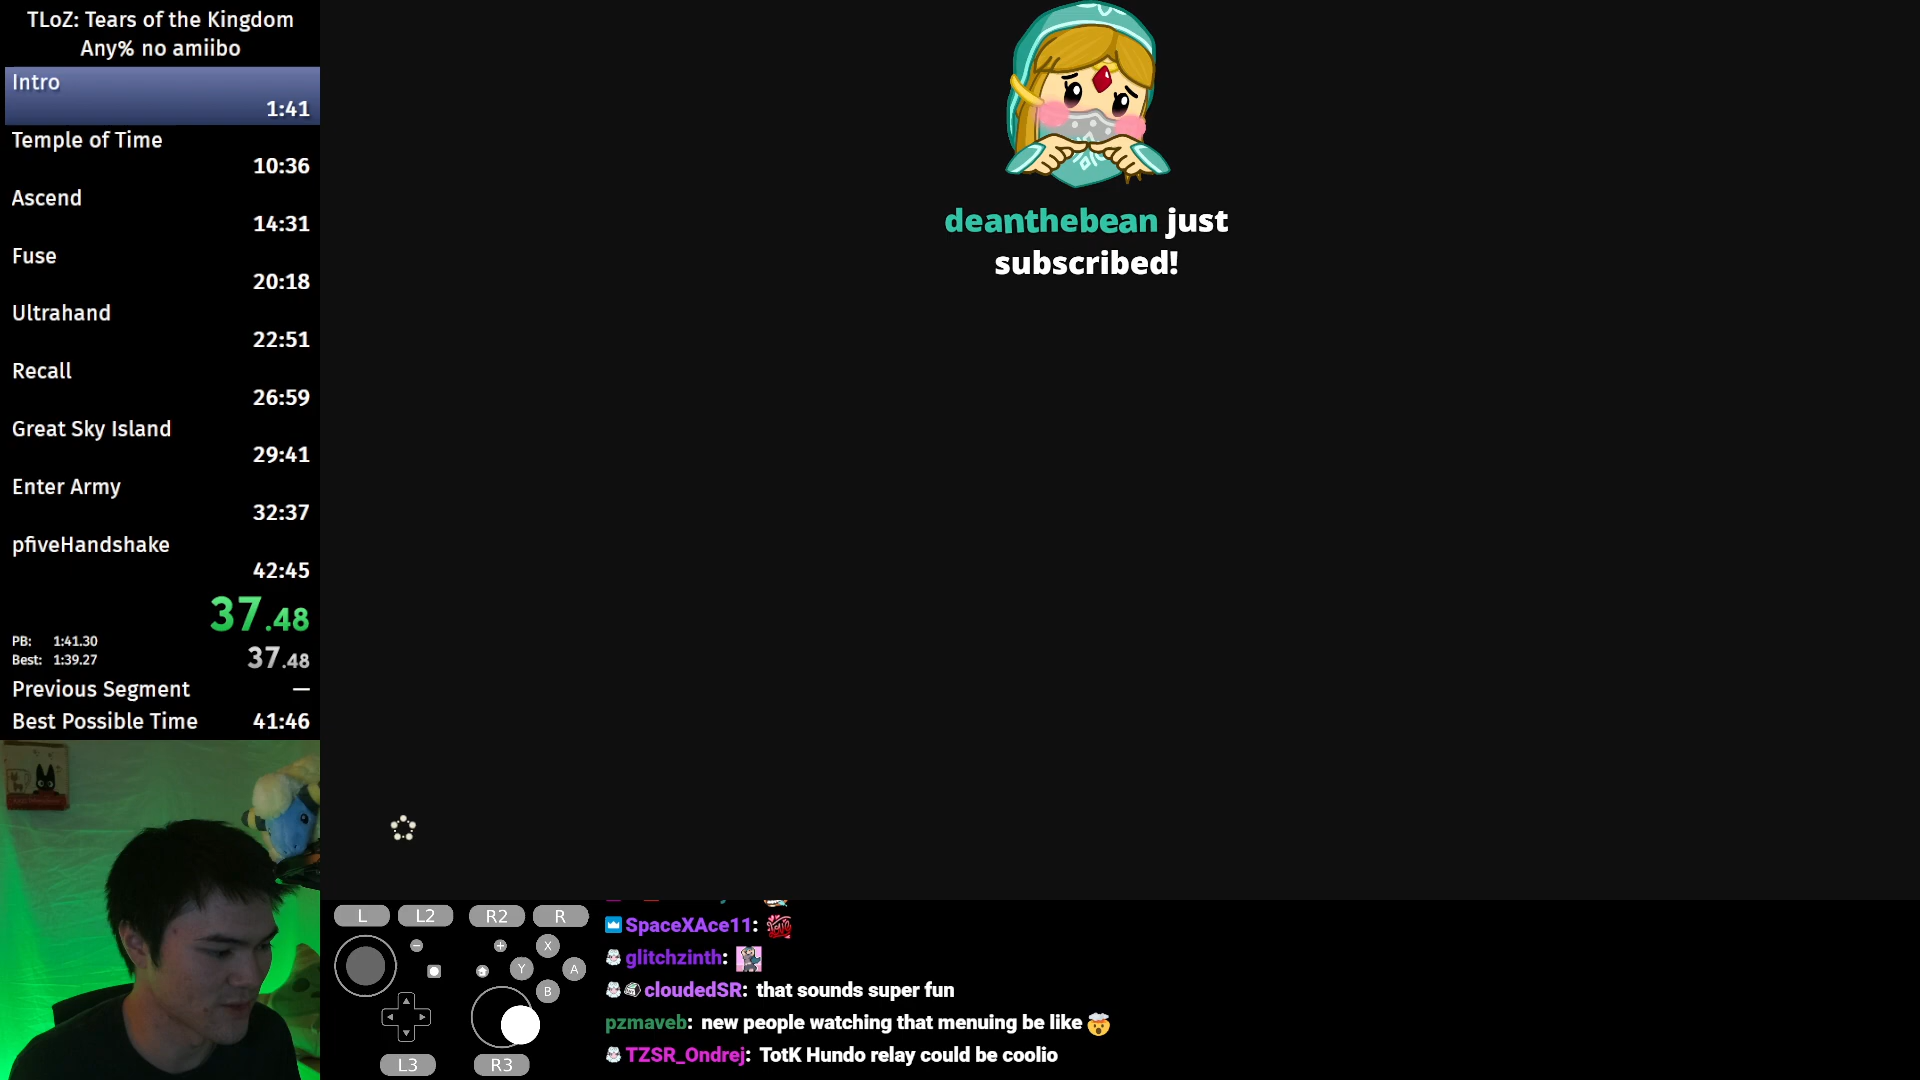 TLoZ: Tears of the Kingdom
Any% no amiibo
Intro
1:41
Temple of Time
10:36
Ascend
14:31
Fuse
20:18
Ultrahand
22:51
Recall
26:59
Great Sky Island
29:41
Enter Army
32:37
pfiveHandshake
42:45
37.48
PB: 1:41.30
Best: 1:39.27
37.48
Previous Segment —
Best Possible Time 41:46
deanthebean just
subscribed!
L L2 R2 R
X
Y A
B
L3 R3
SpaceXAce11:
glitchzinth:
cloudedSR: that sounds super fun
pzmaveb: new people watching that menuing be like
TZSR_Ondrej: TotK Hundo relay could be coolio